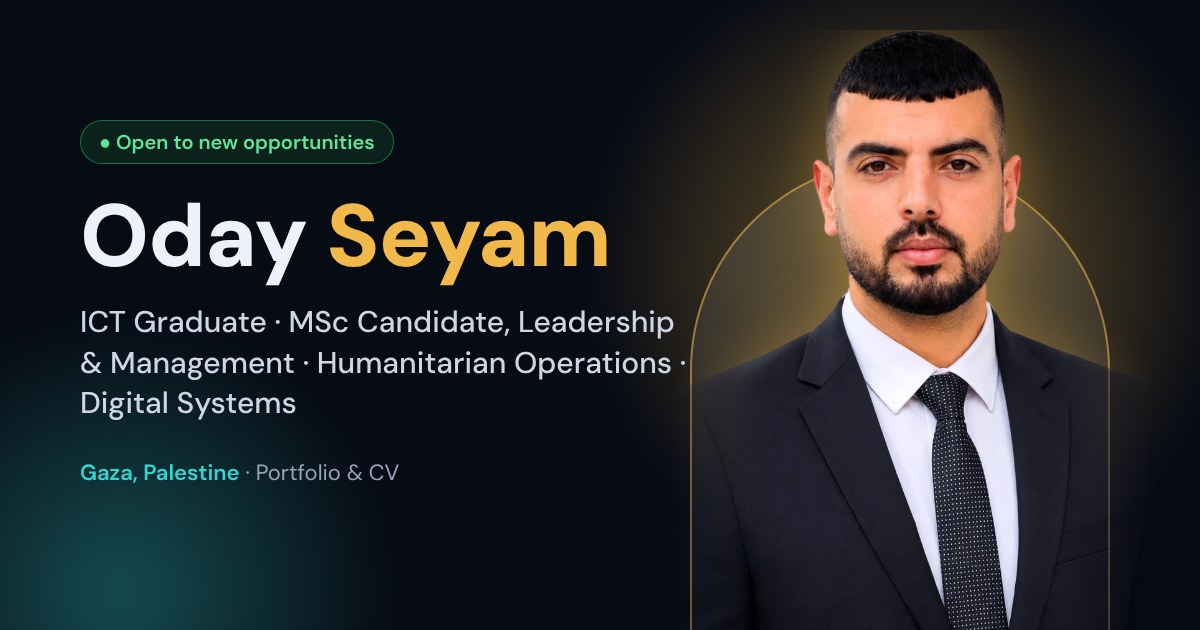 ● Open to new opportunities
Oday Seyam
ICT Graduate · MSc Candidate, Leadership
& Management · Humanitarian Operations ·
Digital Systems
Gaza, Palestine · Portfolio & CV